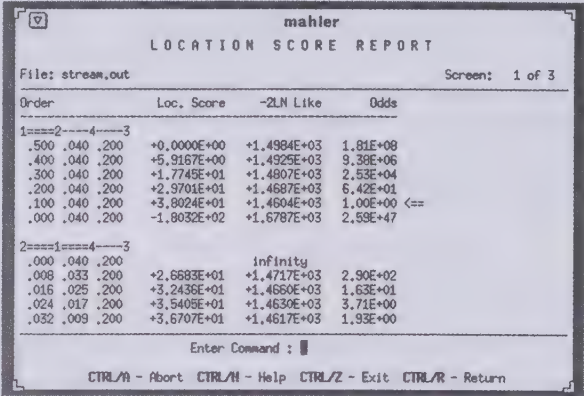 mahler
LOCATION SCORE REPORT
File: stream.out Screen: 1 of 3
Order Loc. Score -2LN Like Odds
1====2----4----3
.500 .040 .200 +0.0000E+00 +1.4984E+03 1.81E+08
.400 .040 .200 +5.9167E+00 +1.4925E+03 9.38E+06
.300 .040 .200 +1.7745E+01 +1.4807E+03 2.53E+04
.200 .040 .200 +2.9701E+01 +1.4687E+03 6.42E+01
.100 .040 .200 +3.8024E+01 +1.4604E+03 1.00E+00 <==
.000 .040 .200 -1.8032E+02 +1.6787E+03 2.59E+47
2====1====4----3
.000 .040 .200 infinity
.008 .033 .200 +2.6683E+01 +1.4717E+03 2.90E+02
.016 .025 .200 +3.2436E+01 +1.4660E+03 1.63E+01
.024 .017 .200 +3.5405E+01 +1.4630E+03 3.71E+00
.032 .009 .200 +3.6707E+01 +1.4617E+03 1.93E+00
Enter Command :
CTRL/A - Abort CTRL/H - Help CTRL/Z - Exit CTRL/R - Return